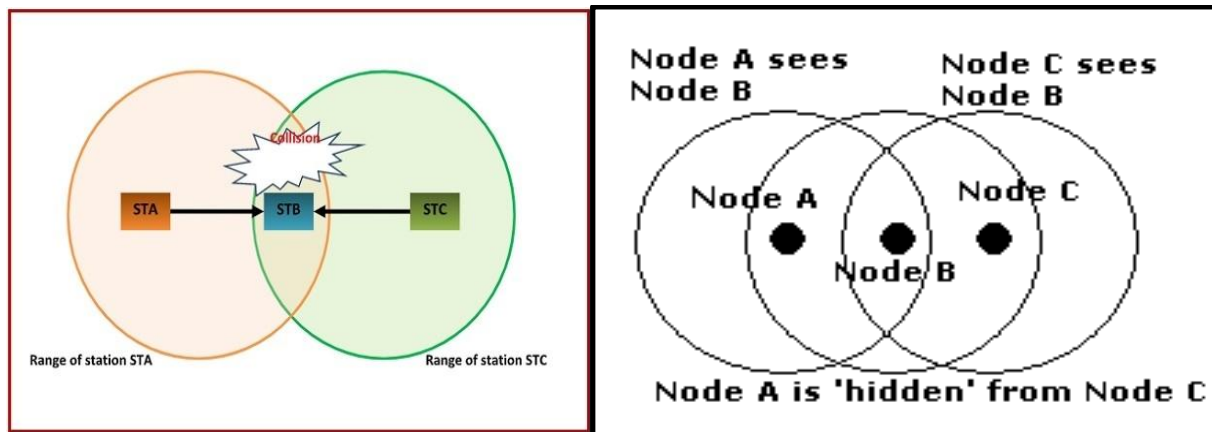 Collision
STA
STB
STC
Range of station STA
Range of station STC
Node A sees
Node B
Node C sees
Node B
Node A
Node C
Node B
Node A is 'hidden' from Node C